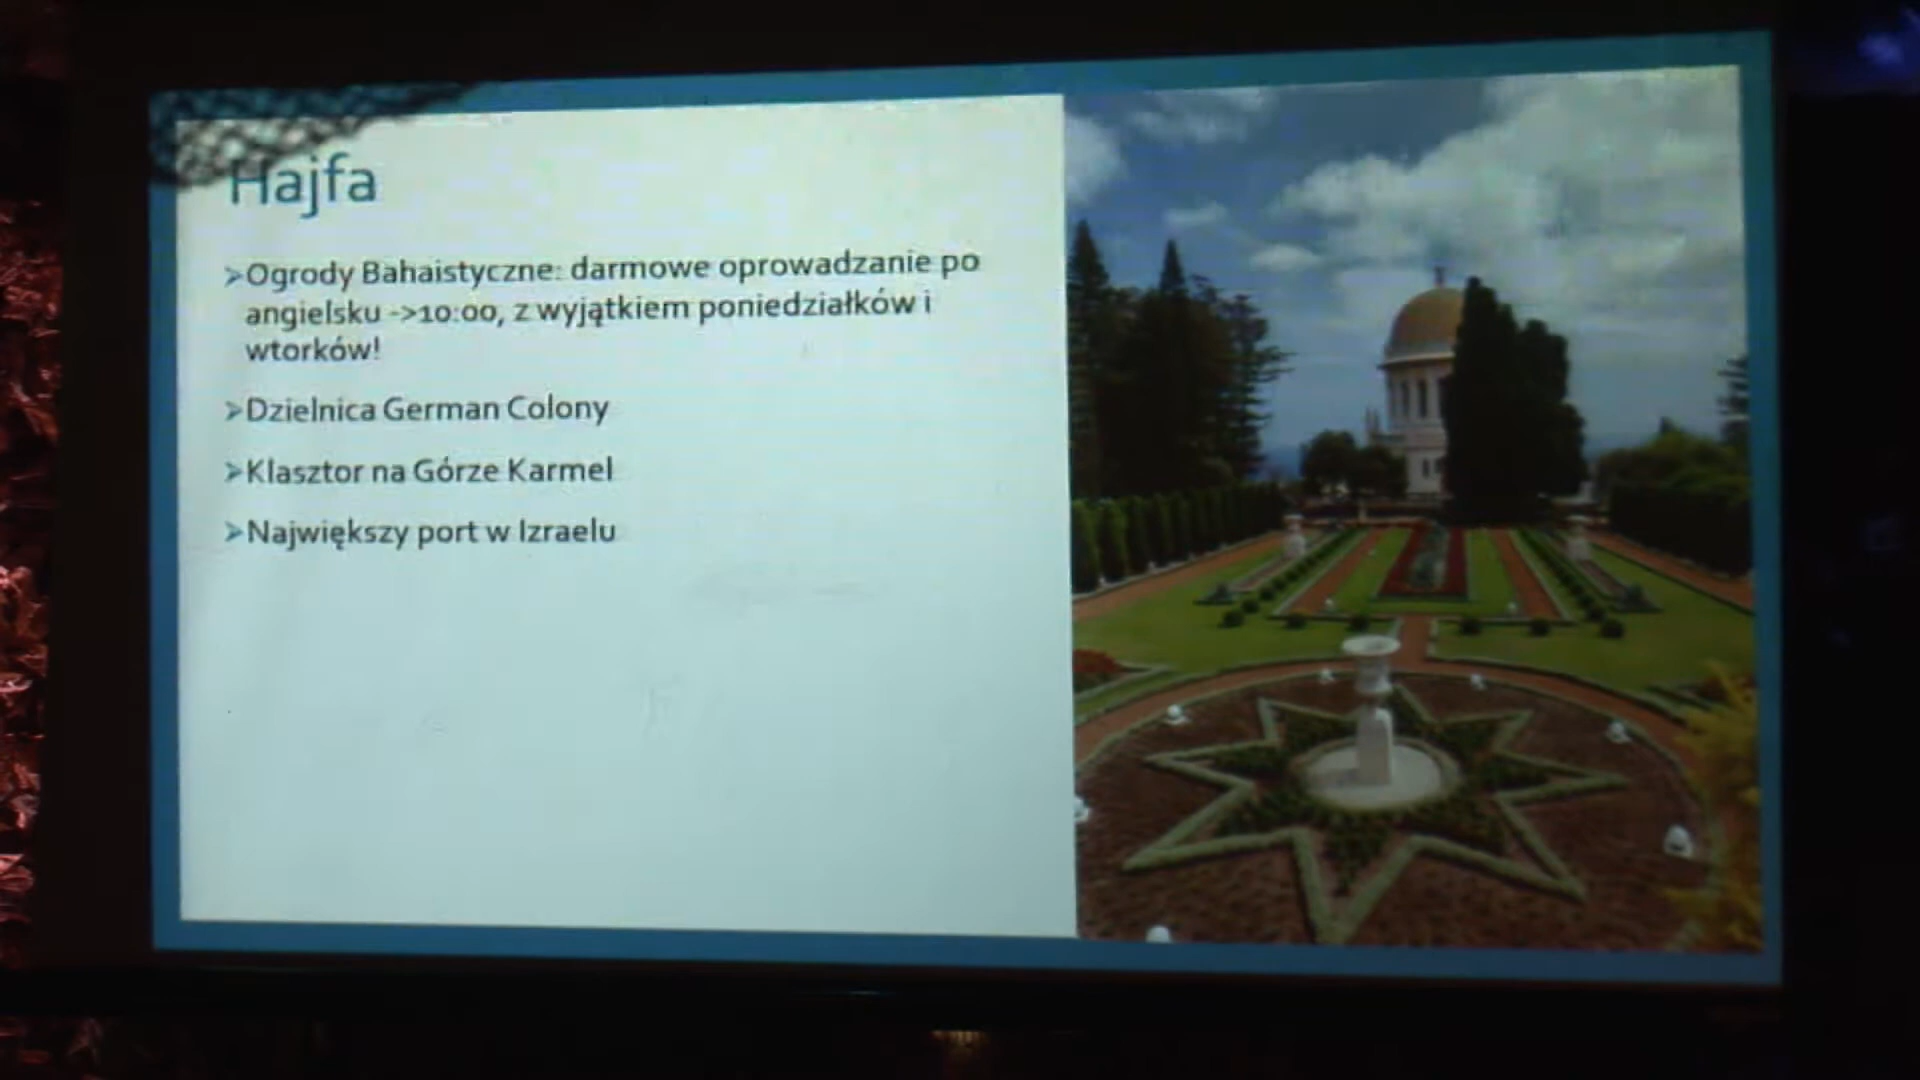 Hajfa
➢Ogrody Bahaistyczne: darmowe oprowadzanie po
angielsku ->10:00, z wyjątkiem poniedziałków i
wtorków!
➢Dzielnica German Colony
➢Klasztor na Górze Karmel
➢Największy port w Izraelu